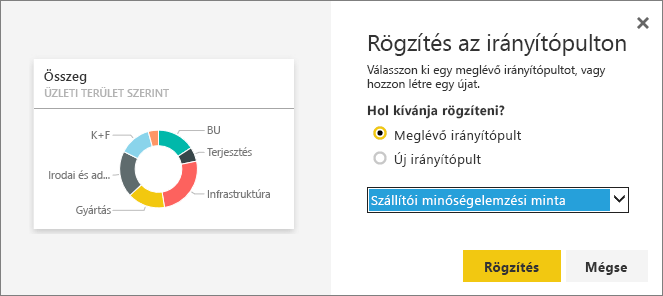 Összeg
ÜZLETI TERÜLET SZERINT
K+F
BU
Terjesztés
Irodai és ad...
Infrastruktúra
Gyártás
Rögzítés az irányítópulton
Válasszon ki egy meglévő irányítópultot, vagy
hozzon létre egy újat.
Hol kívánja rögzíteni?
Meglévő irányítópult
Új irányítópult
Szállítói minőségelemzési minta
Rögzítés
Mégse